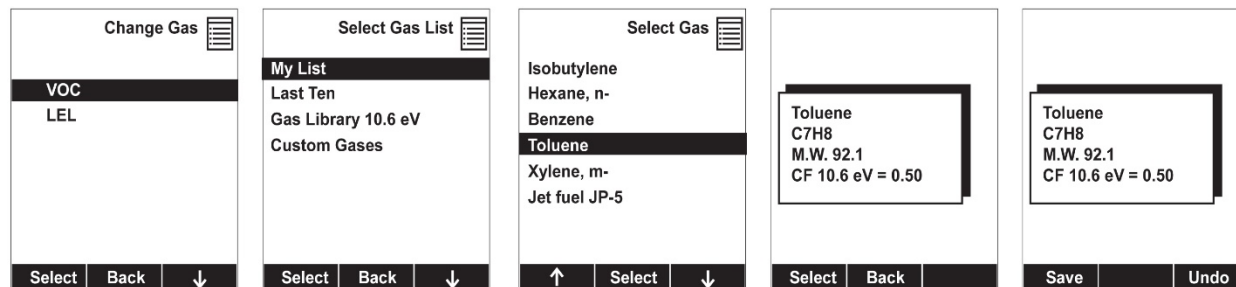 Change Gas
VOC
LEL
Select Back ↓
Select Gas List
My List
Last Ten
Gas Library 10.6 eV
Custom Gases
Select Back ↓
Select Gas
Isobutylene
Hexane, n-
Benzene
Toluene
Xylene, m-
Jet fuel JP-5
↑ Select ↓
Toluene
C7H8
M.W. 92.1
CF 10.6 eV = 0.50
Select Back
Toluene
C7H8
M.W. 92.1
CF 10.6 eV = 0.50
Save Undo